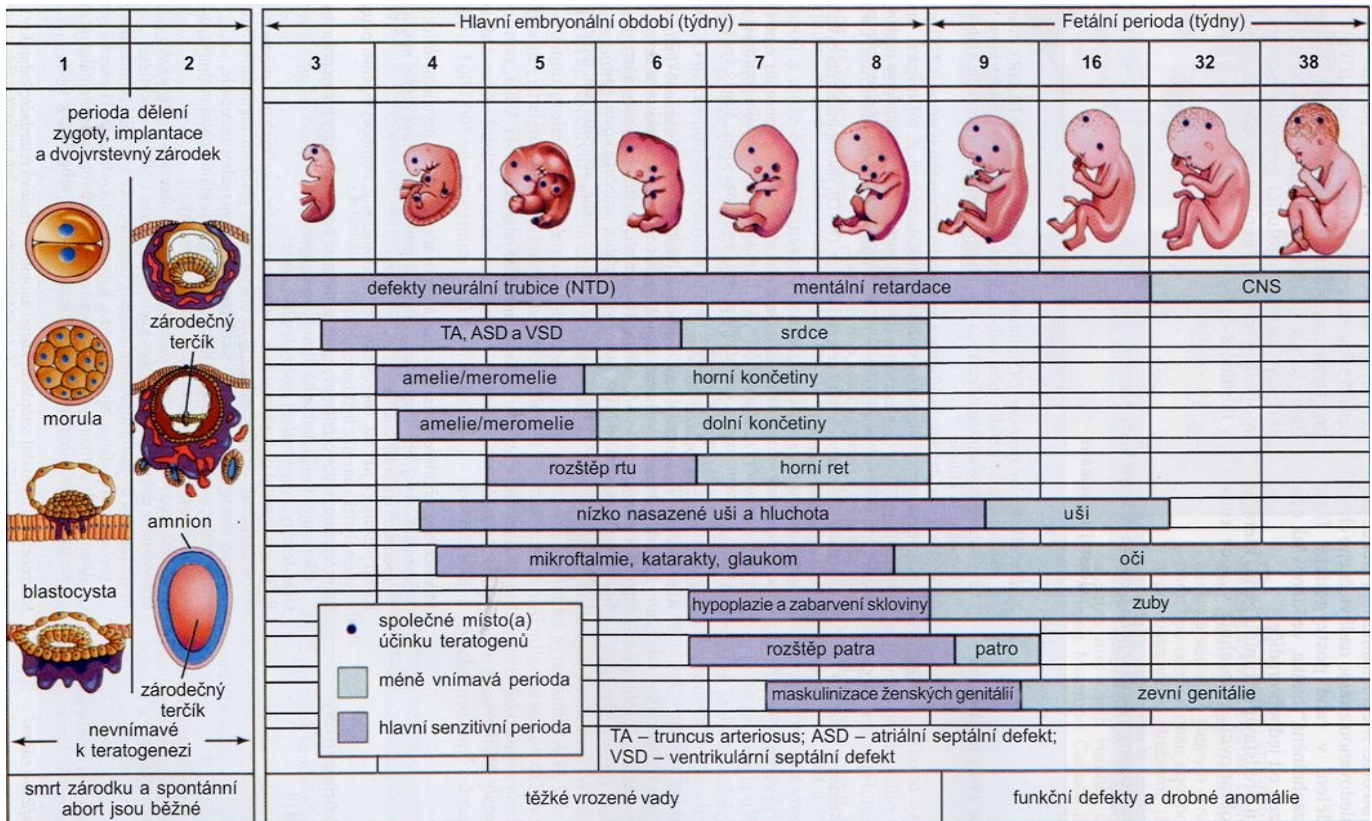 Hlavní embryonální období (týdny)
Fetální perioda (týdny)
1
2
3
4
5
6
7
8
9
16
32
38
perioda dělení
zygoty, implantace
a dvojvrstevný zárodek
zárodečný
terčík
morula
amnion
blastocysta
zárodečný
terčík
nevnímavé
k teratogenezi
smrt zárodku a spontánní
abort jsou běžné
defekty neurální trubice (NTD)
mentální retardace
CNS
TA, ASD a VSD
srdce
amelie/meromelie
horní končetiny
amelie/meromelie
dolní končetiny
rozštěp rtu
horní ret
nízko nasazené uši a hluchota
uši
mikroftalmie, katarakty, glaukom
oči
hypoplazie a zabarvení skloviny
zuby
rozštěp patra
patro
maskulinizace ženských genitálií
zevní genitálie
společné místo(a)
účinku teratogenů
méně vnímavá perioda
hlavní senzitivní perioda
TA – truncus arteriosus; ASD – atriální septální defekt;
VSD – ventrikulární septální defekt
těžké vrozené vady
funkční defekty a drobné anomálie